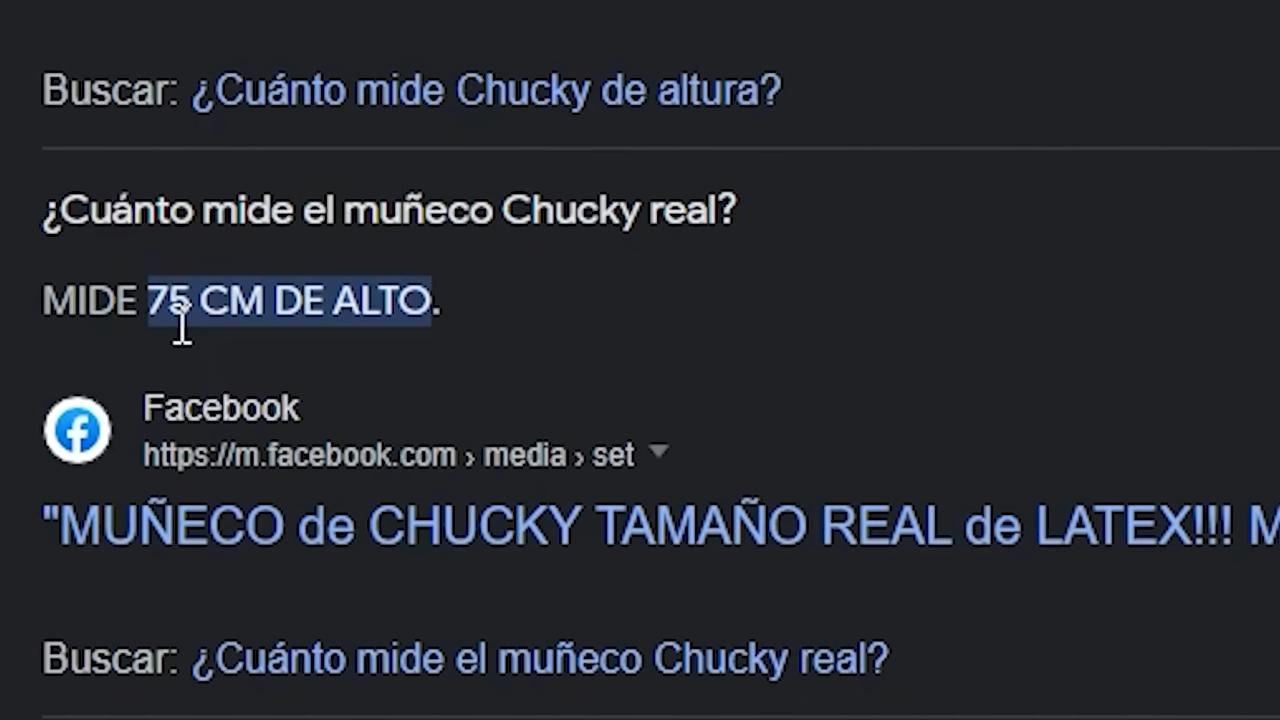 Buscar: ¿Cuánto mide Chucky de altura?
¿Cuánto mide el muñeco Chucky real?
MIDE 75 CM DE ALTO.
Facebook
https://m.facebook.com › media › set
"MUÑECO de CHUCKY TAMAÑO REAL de LATEX!!! M
Buscar: ¿Cuánto mide el muñeco Chucky real?